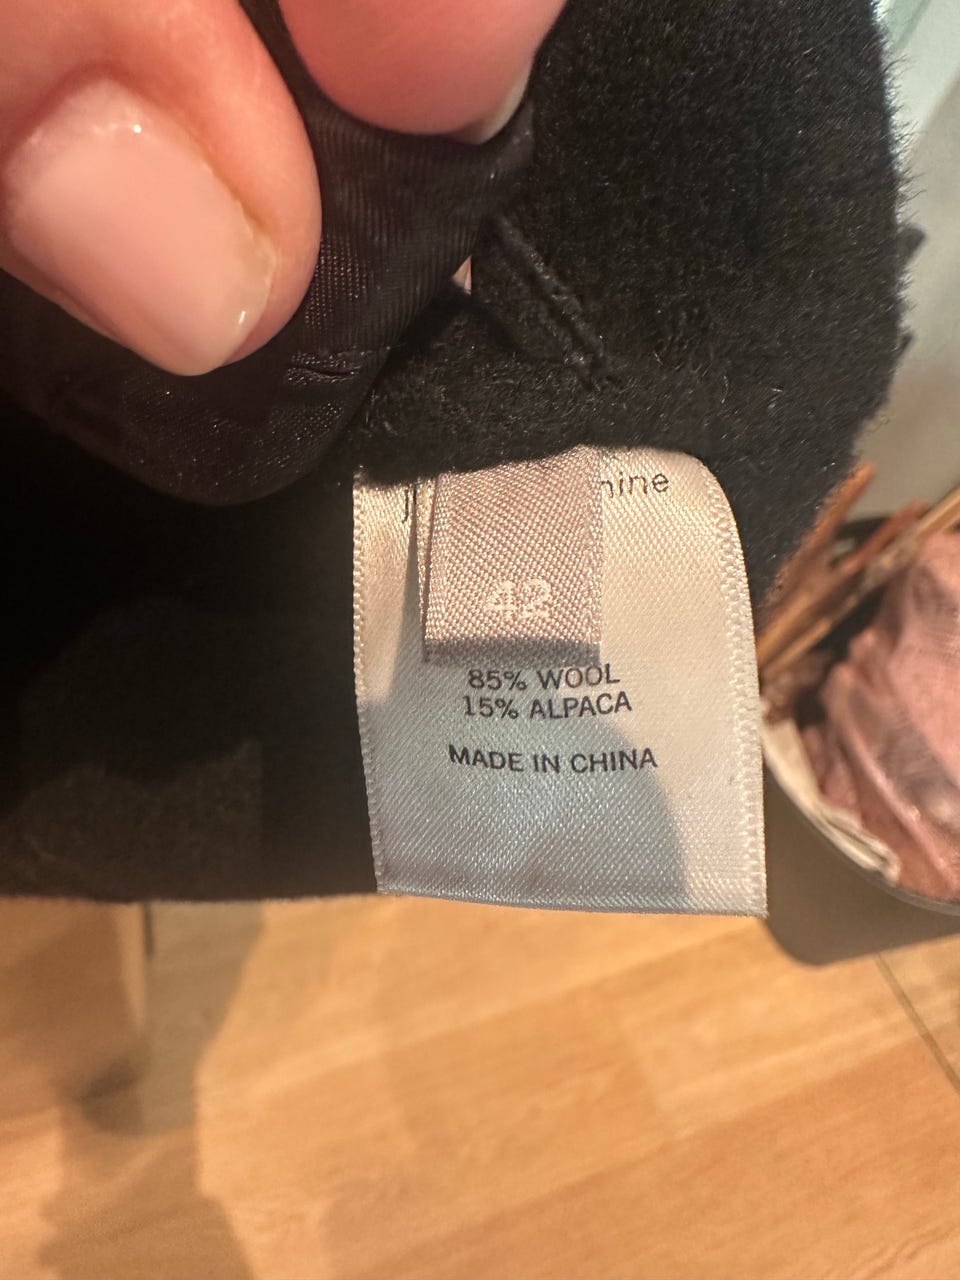 42
85% WOOL
15% ALPACA
MADE IN CHINA